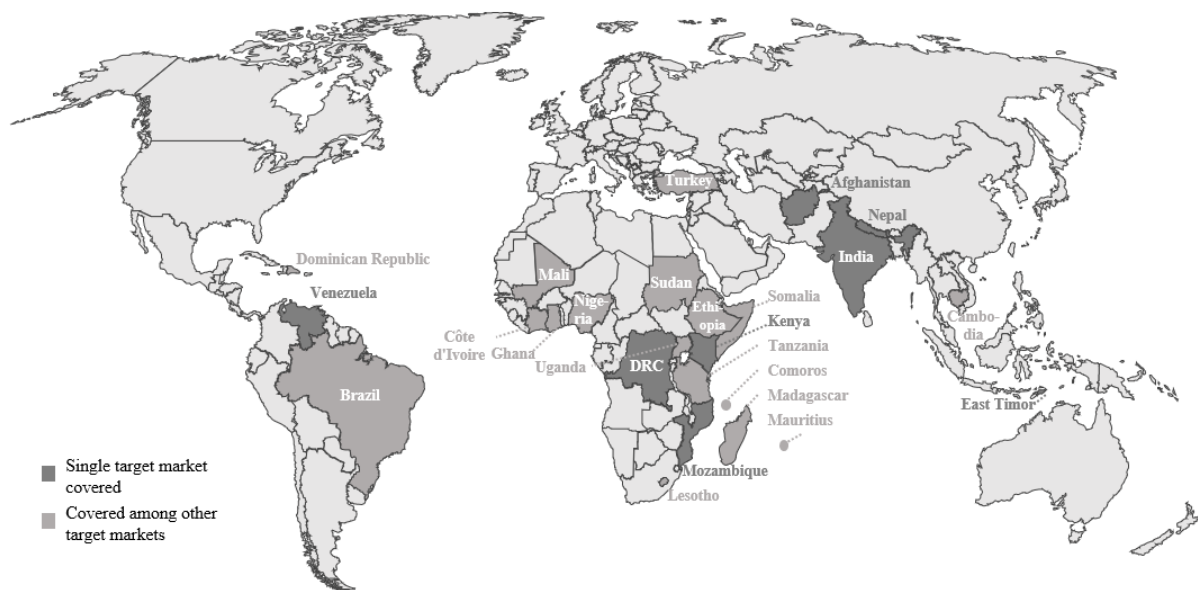 Turkey
Afghanistan
Nepal
India
Dominican Republic
Venezuela
Mali
Sudan
Nige-
ria
Ethi-
opia
Somalia
Cambo-
dia
Côte
d'Ivoire
Ghana
Uganda
DRC
Kenya
Tanzania
Comoros
Madagascar
Mauritius
Brazil
East Timor
Mozambique
Lesotho
Single target market
covered
Covered among other
target markets